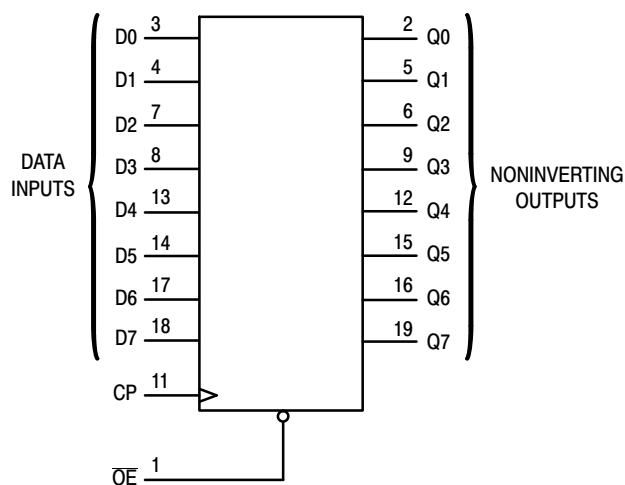 D0 3 2 Q0
D1 4 5 Q1
D2 7 6 Q2
D3 8 9 Q3
DATA
INPUTS
NONINVERTING
OUTPUTS
D4 13 12 Q4
D5 14 15 Q5
D6 17 16 Q6
D7 18 19 Q7
CP 11
O̅E̅ 1